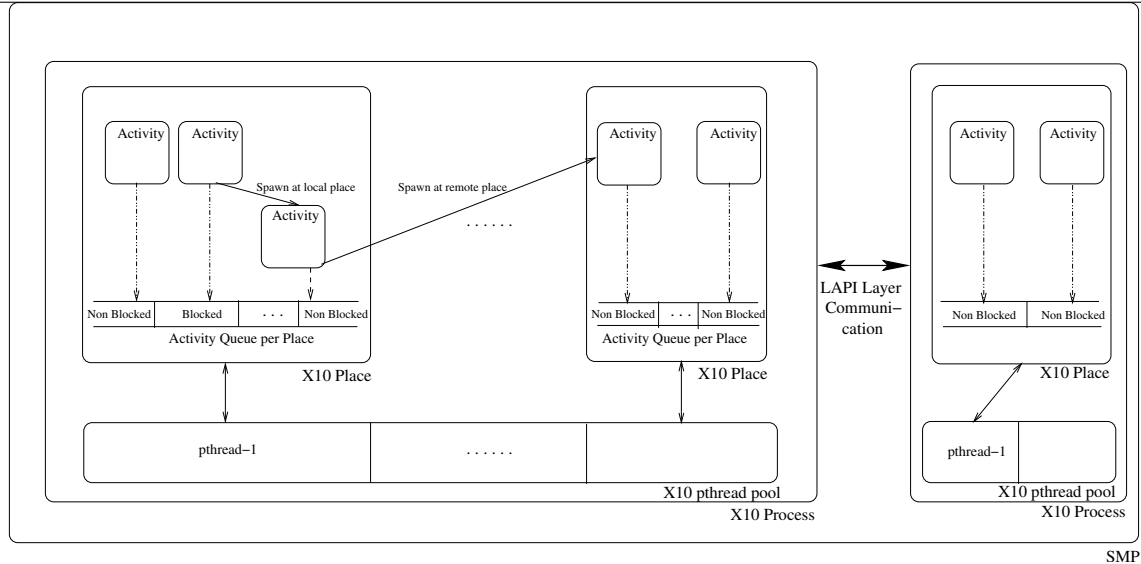 Activity
Activity
Activity
Activity
Activity
Activity
Spawn at local place
Spawn at remote place
Activity
. . . . . .
LAPI Layer
Communi–
cation
Non Blocked
Blocked
. . .
Non Blocked
Activity Queue per Place
Non Blocked
. . .
Non Blocked
Activity Queue per Place
Non Blocked
Non Blocked
X10 Place
X10 Place
X10 Place
pthread–1
. . . . . .
pthread–1
X10 pthread pool
X10 Process
X10 pthread pool
X10 Process
SMP